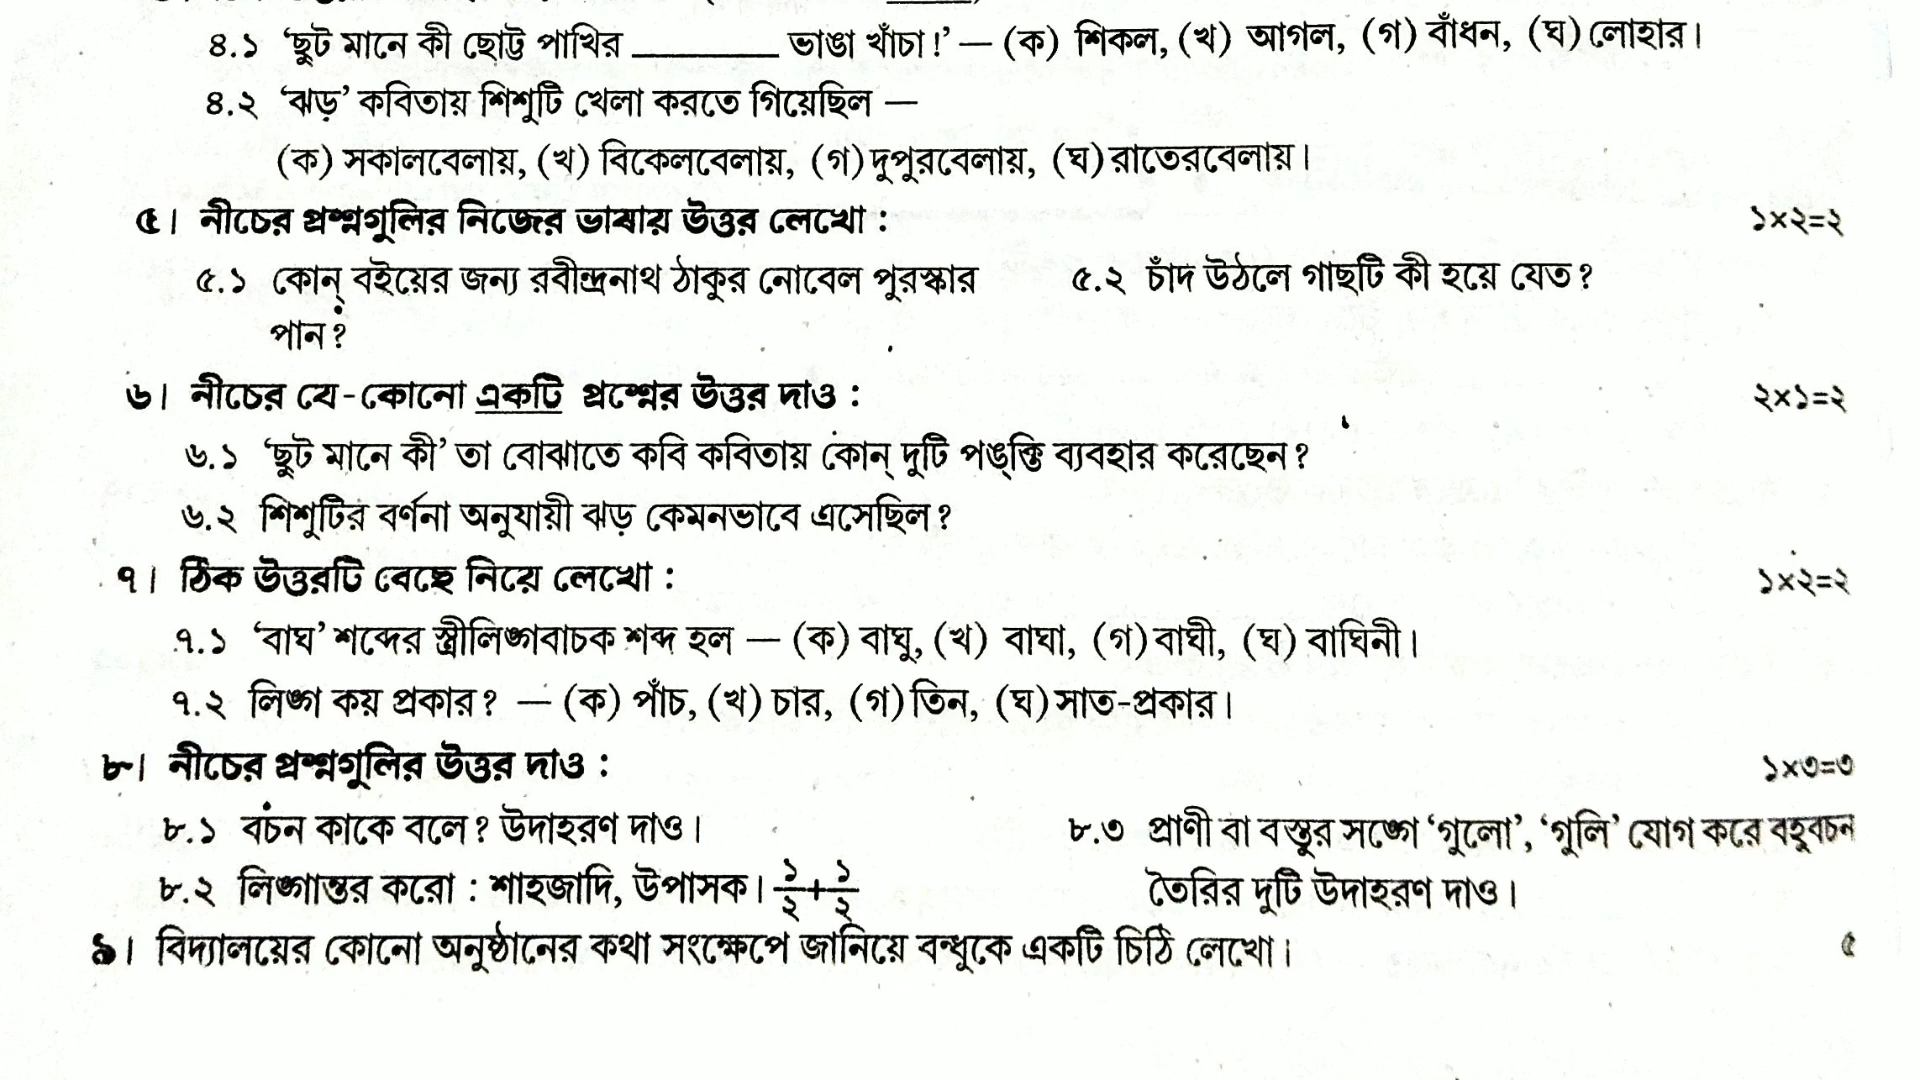 ৪.১ ‘ছুট মানে কী ছোট্ট পাখির ________ ভাঙা খাঁচা!’ — (ক) শিকল, (খ) আগল, (গ) বাঁধন, (ঘ) লোহার।
৪.২ ‘ঝড়’ কবিতায় শিশুটি খেলা করতে গিয়েছিল —
(ক) সকালবেলায়, (খ) বিকেলবেলায়, (গ) দুপুরবেলায়, (ঘ) রাতেরবেলায়।
৫। নীচের প্রশ্নগুলির নিজের ভাষায় উত্তর লেখো : ১×২=২
৫.১ কোন্ বইয়ের জন্য রবীন্দ্রনাথ ঠাকুর নোবেল পুরস্কার
পান?
৫.২ চাঁদ উঠলে গাছটি কী হয়ে যেত?
৬। নীচের যে-কোনো একটি প্রশ্নের উত্তর দাও : ২×১=২
৬.১ ‘ছুট মানে কী’ তা বোঝাতে কবি কবিতায় কোন্ দুটি পঙ্‌ক্তি ব্যবহার করেছেন?
৬.২ শিশুটির বর্ণনা অনুযায়ী ঝড় কেমনভাবে এসেছিল?
৭। ঠিক উত্তরটি বেছে নিয়ে লেখো : ১×২=২
৭.১ ‘বাঘ’ শব্দের স্ত্রীলিঙ্গবাচক শব্দ হল — (ক) বাঘু, (খ) বাঘা, (গ) বাঘী, (ঘ) বাঘিনী।
৭.২ লিঙ্গ কয় প্রকার? — (ক) পাঁচ, (খ) চার, (গ) তিন, (ঘ) সাত-প্রকার।
৮। নীচের প্রশ্নগুলির উত্তর দাও : ১×৩=৩
৮.১ বচন কাকে বলে? উদাহরণ দাও।
৮.২ লিঙ্গান্তর করো : শাহজাদি, উপাসক। ১/২+১/২
৮.৩ প্রাণী বা বস্তুর সঙ্গে ‘গুলো’, ‘গুলি’ যোগ করে বহুবচন
তৈরির দুটি উদাহরণ দাও।
৯। বিদ্যালয়ের কোনো অনুষ্ঠানের কথা সংক্ষেপে জানিয়ে বন্ধুকে একটি চিঠি লেখো। ৫